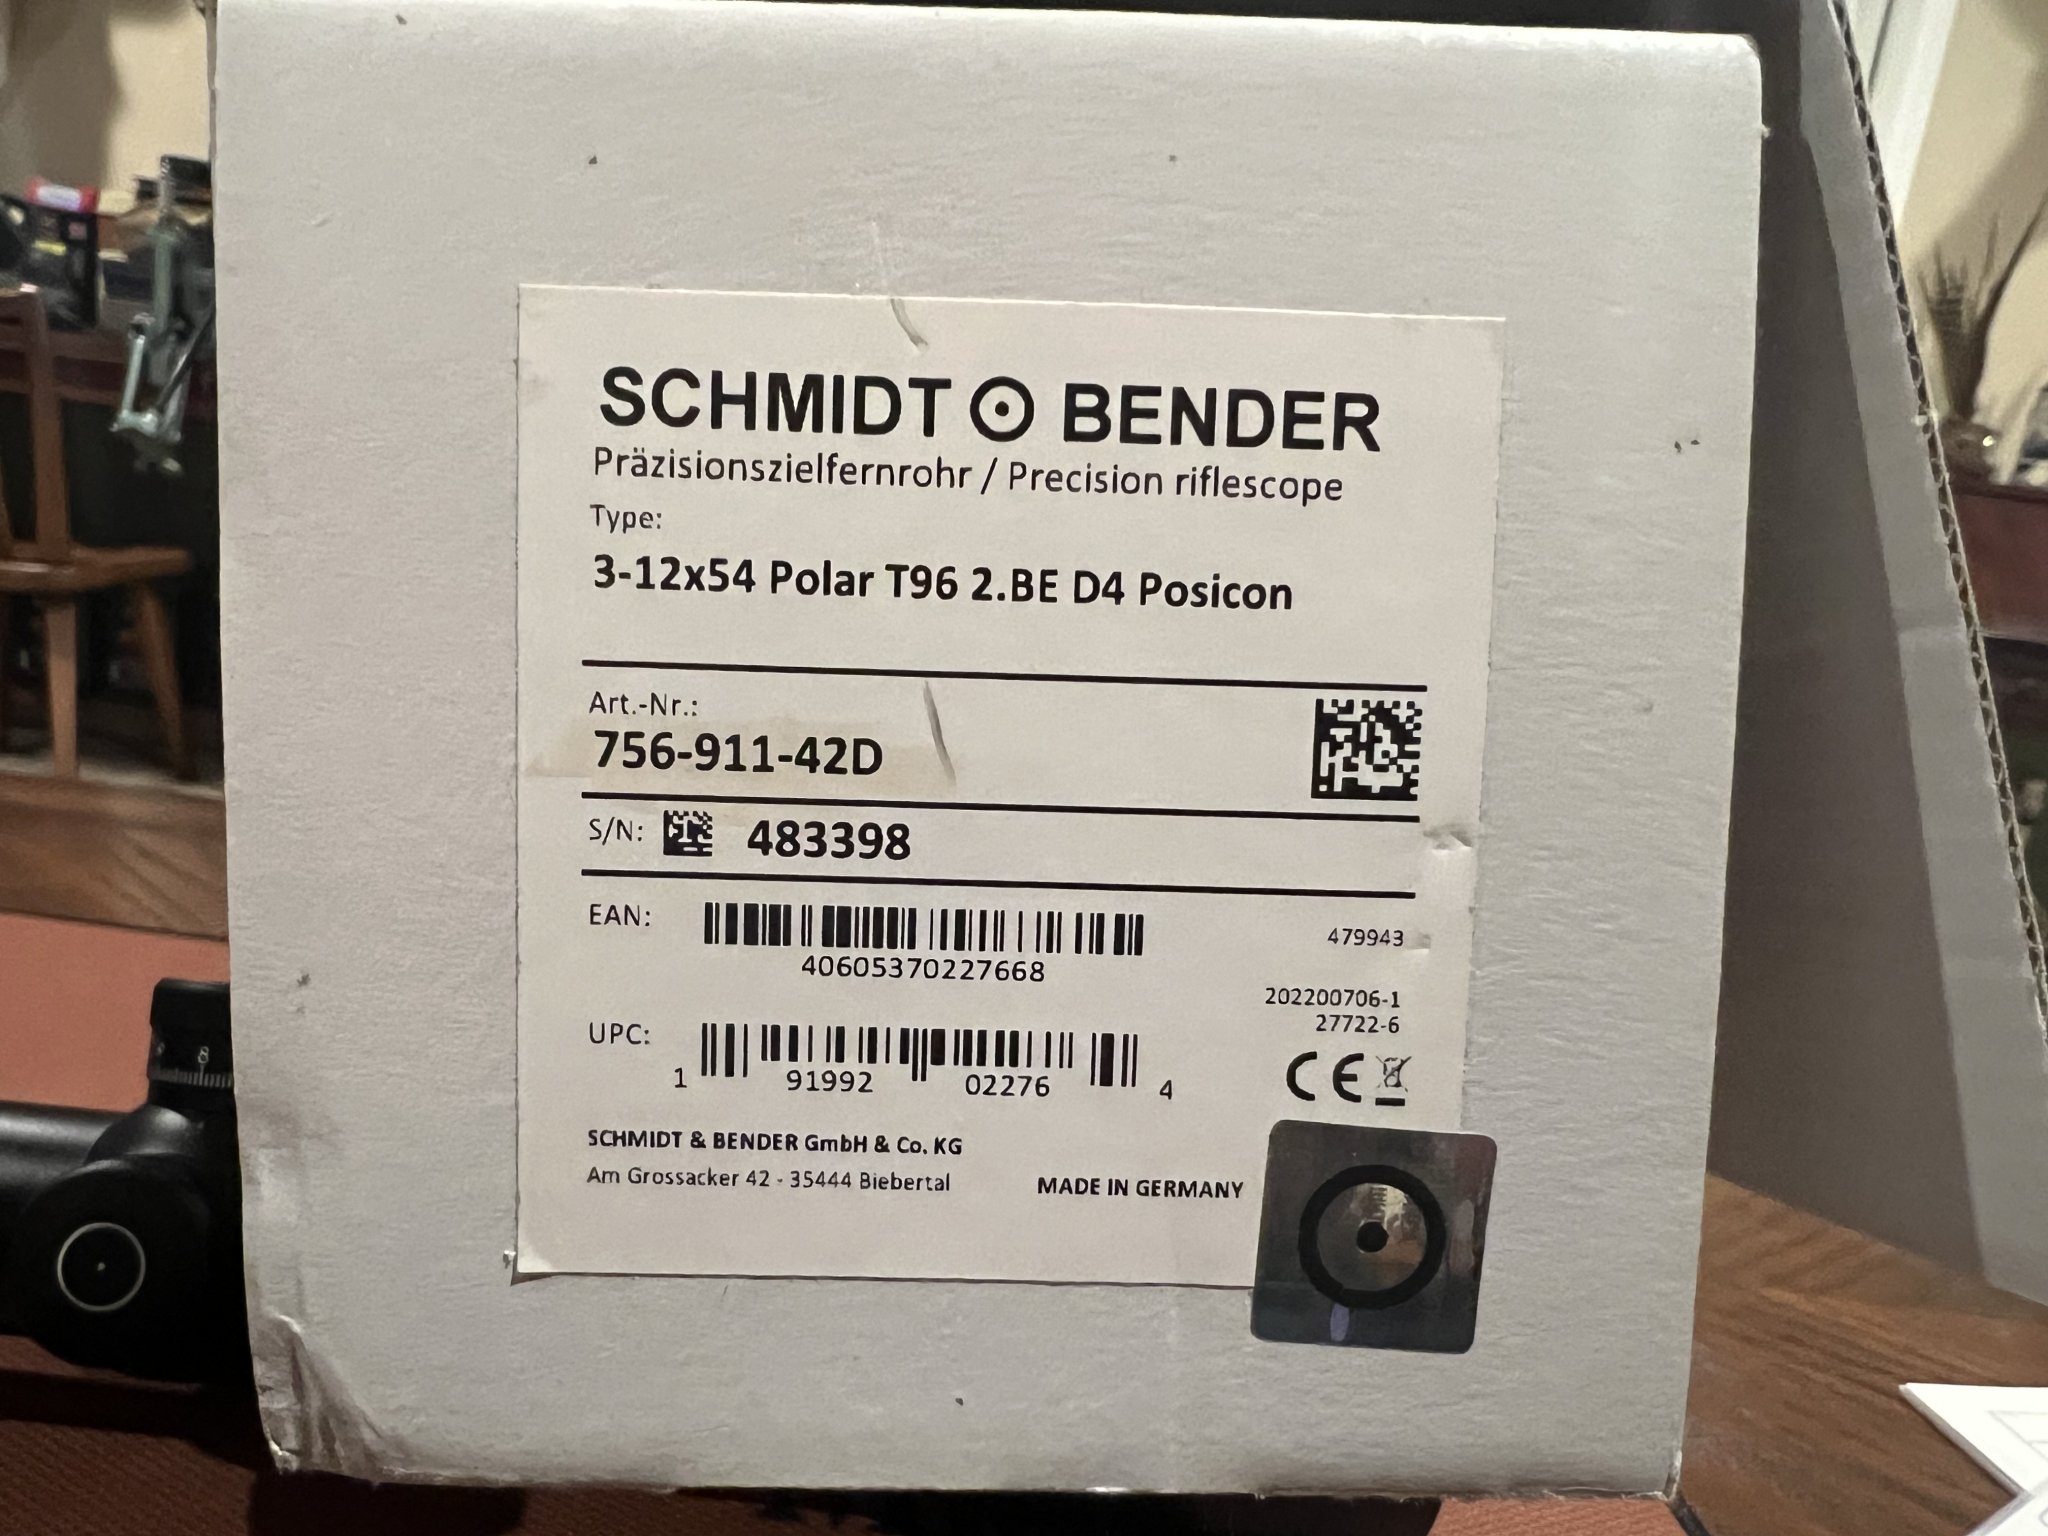 SCHMIDT BENDER
Präzisionszielfernrohr / Precision riflescope
Type:
3-12x54 Polar T96 2.BE D4 Posicon
Art.-Nr.:
756-911-42D
S/N: 483398
EAN:
40605370227668
479943
202200706-1
27722-6
UPC:
1 91992 02276 4
CE
SCHMIDT & BENDER GmbH & Co. KG
Am Grossacker 42 - 35444 Biebertal
MADE IN GERMANY
8